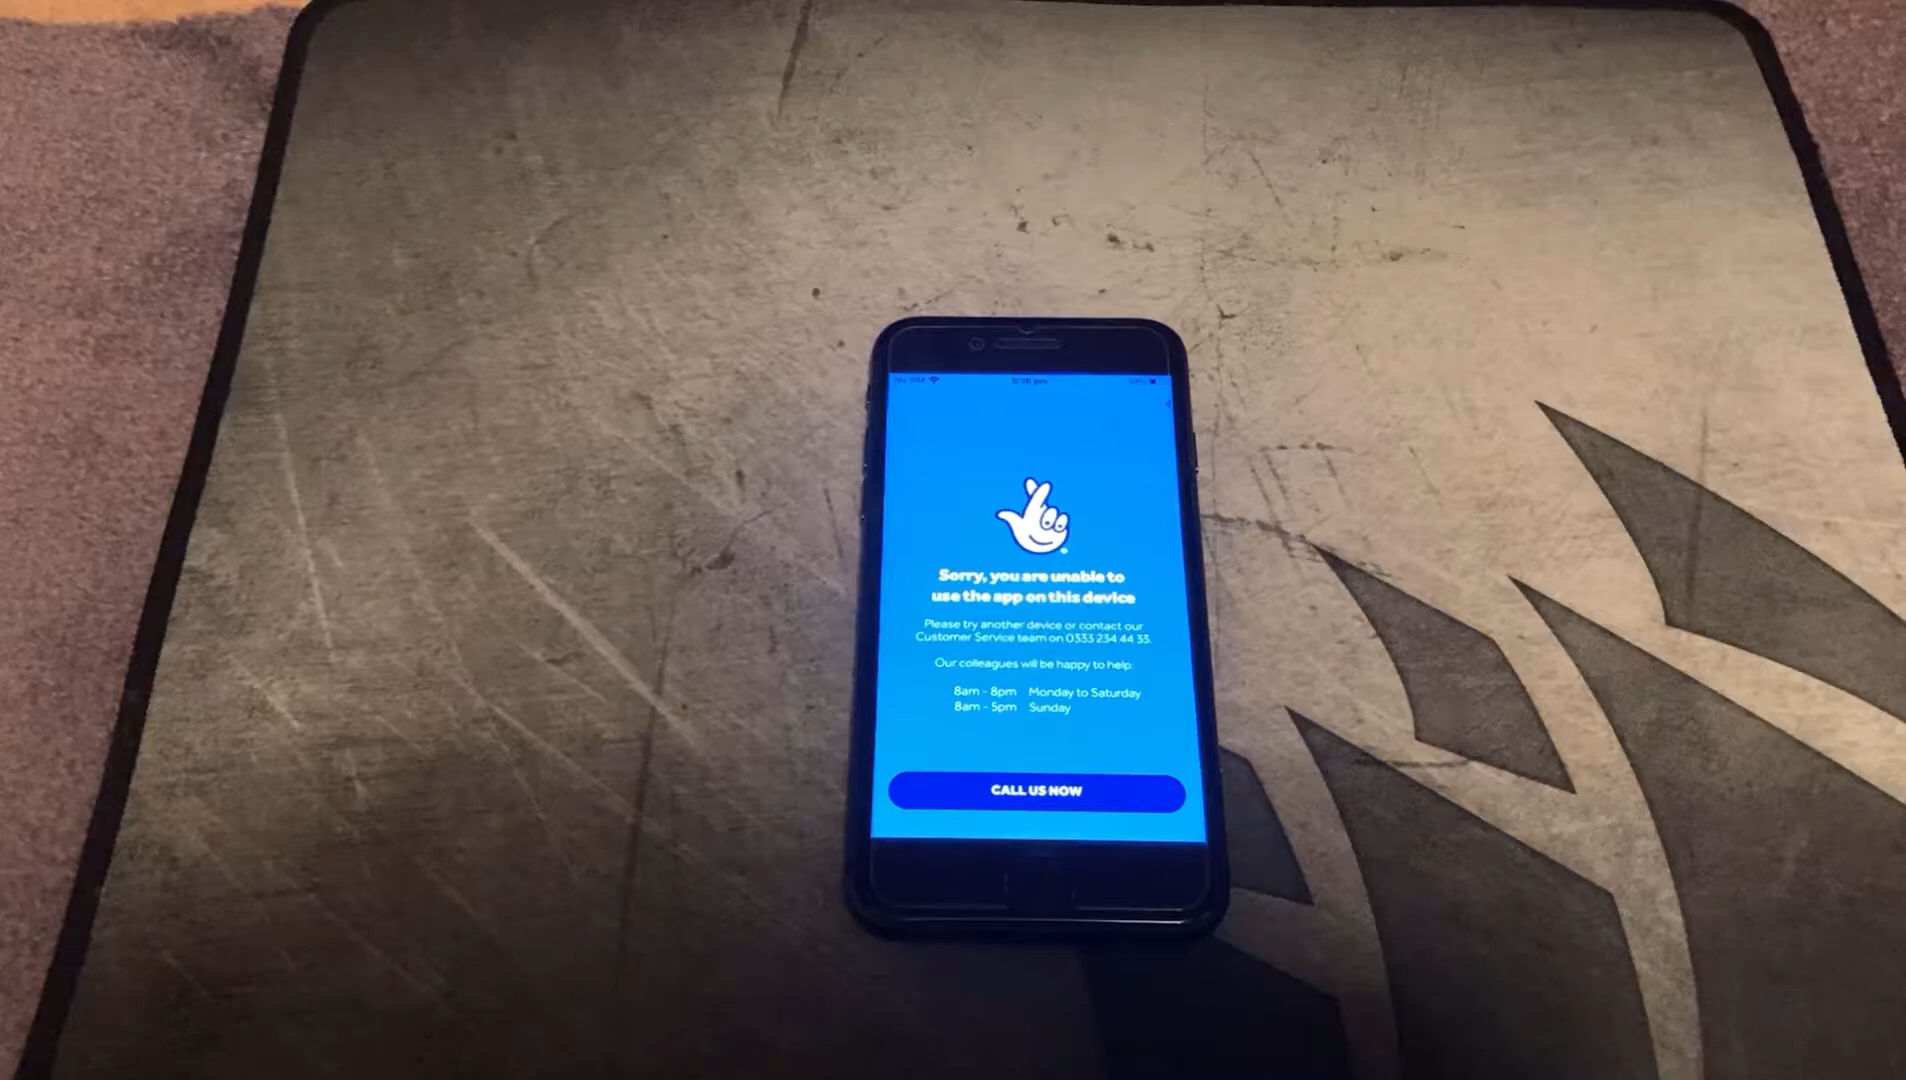 No SIM
Sorry, you are unable to
use the app on this device
Please try another device or contact our
Customer Service team on 0333 234 44 33.
Our colleagues will be happy to help:
8am - 8pm Monday to Saturday
8am - 5pm Sunday
CALL US NOW